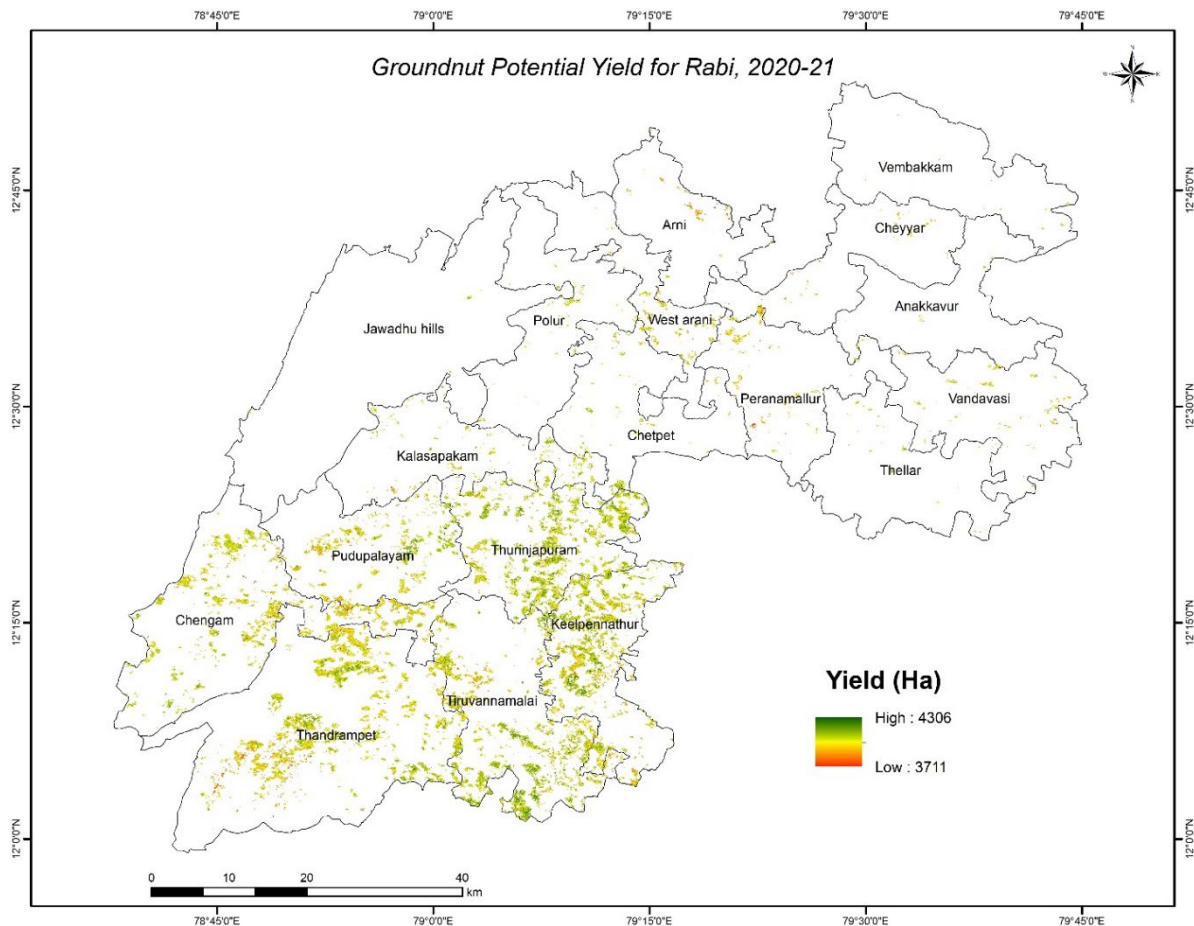 78°45'0"E 79°0'0"E 79°15'0"E 79°30'0"E 79°45'0"E
Groundnut Potential Yield for Rabi, 2020-21
Vembakkam
12°45'0"N 12°45'0"N
Arni
Cheyyar
Anakkavur
Polur West arani
Jawadhu hills
Peranamallur Vandavasi
12°30'0"N 12°30'0"N
Chetpet
Kalasapakam
Thellar
Pudupalayam Thurinjapuram
Chengam Keelpennathur
12°15'0"N 12°15'0"N
Yield (Ha)
Tiruvannamalai
High : 4306
Thandrampet
Low : 3711
12°0'0"N 12°0'0"N
0 10 20 40
km
78°45'0"E 79°0'0"E 79°15'0"E 79°30'0"E 79°45'0"E